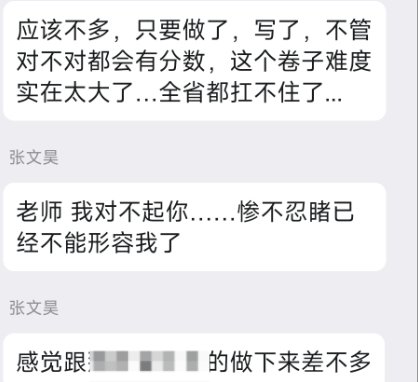 应该不多，只要做了，写了，不管
对不对都会有分数，这个卷子难度
实在太大了…全省都扛不住了...
张文昊
老师 我对不起你……惨不忍睹已
经不能形容我了
张文昊
感觉跟 的做下来差不多